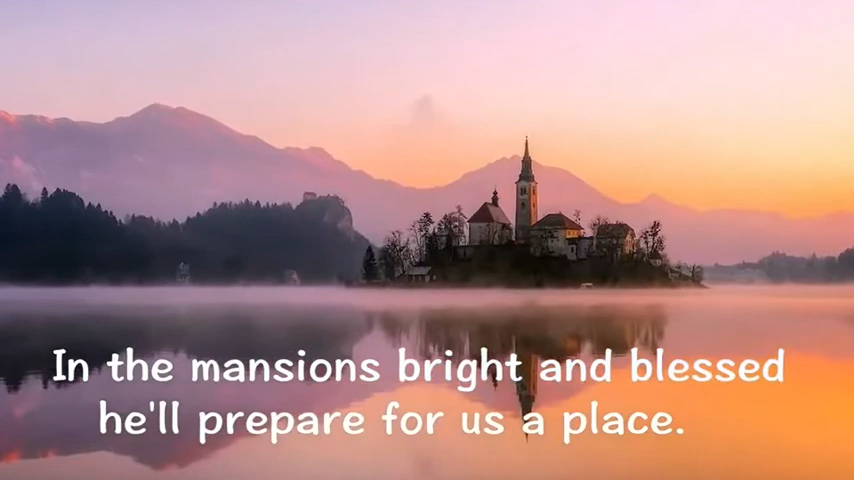 In the mansions bright and blessed
he'll prepare for us a place.